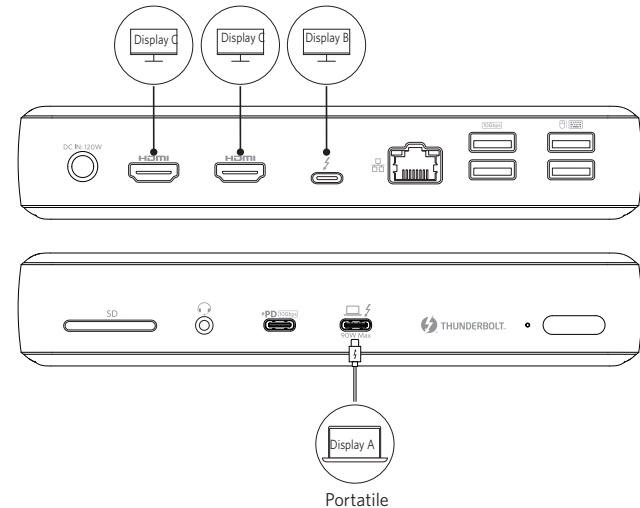 Display C
Display C
Display B
DC IN: 120W
HDMI
HDMI
10Gbps
SD
+PD 10Gbps
90W Max
THUNDERBOLT.
Display A
Portatile